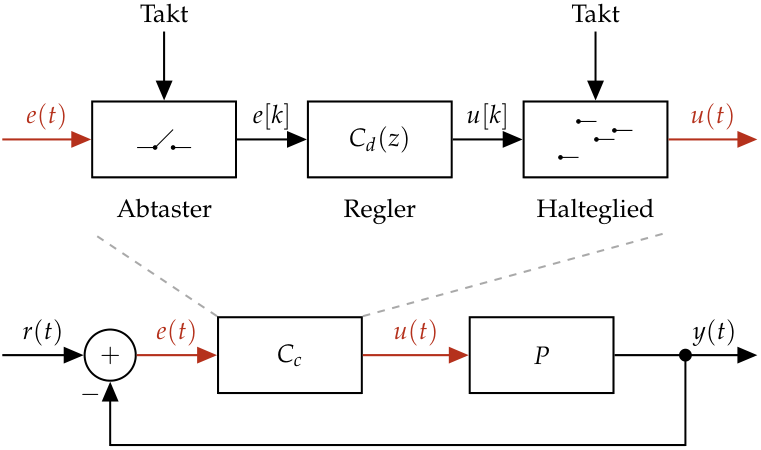 Takt Takt
e(t) e[k] C_d(z) u[k] u(t)
Abtaster Regler Halteglied
r(t) + e(t) C_c u(t) P y(t)
−